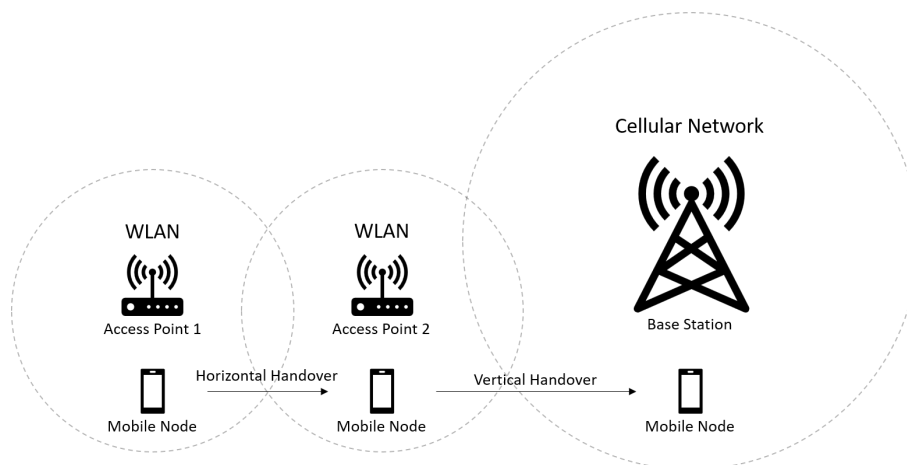 Cellular Network
WLAN
WLAN
Access Point 1
Access Point 2
Base Station
Horizontal Handover
Vertical Handover
Mobile Node
Mobile Node
Mobile Node